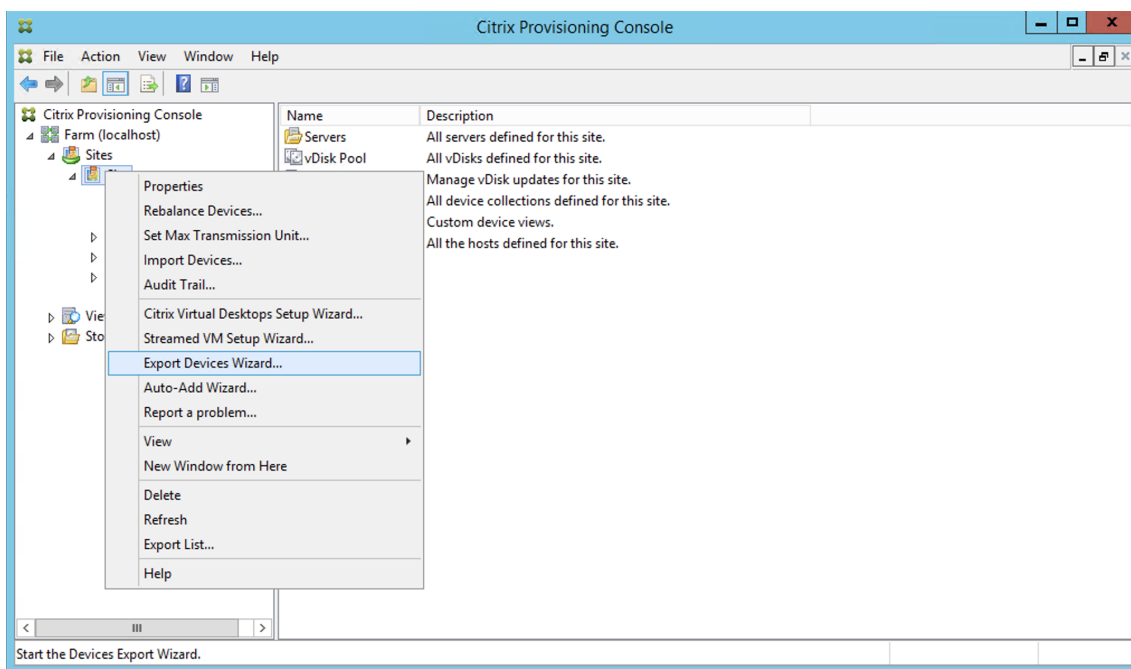 Citrix Provisioning Console
File Action View Window Help
Citrix Provisioning Console
Farm (localhost)
Sites
Vie
Sto
Name Description
Servers All servers defined for this site.
vDisk Pool All vDisks defined for this site.
Manage vDisk updates for this site.
All device collections defined for this site.
Custom device views.
All the hosts defined for this site.
Properties
Rebalance Devices...
Set Max Transmission Unit...
Import Devices...
Audit Trail...
Citrix Virtual Desktops Setup Wizard...
Streamed VM Setup Wizard...
Export Devices Wizard...
Auto-Add Wizard...
Report a problem...
View
New Window from Here
Delete
Refresh
Export List...
Help
Start the Devices Export Wizard.